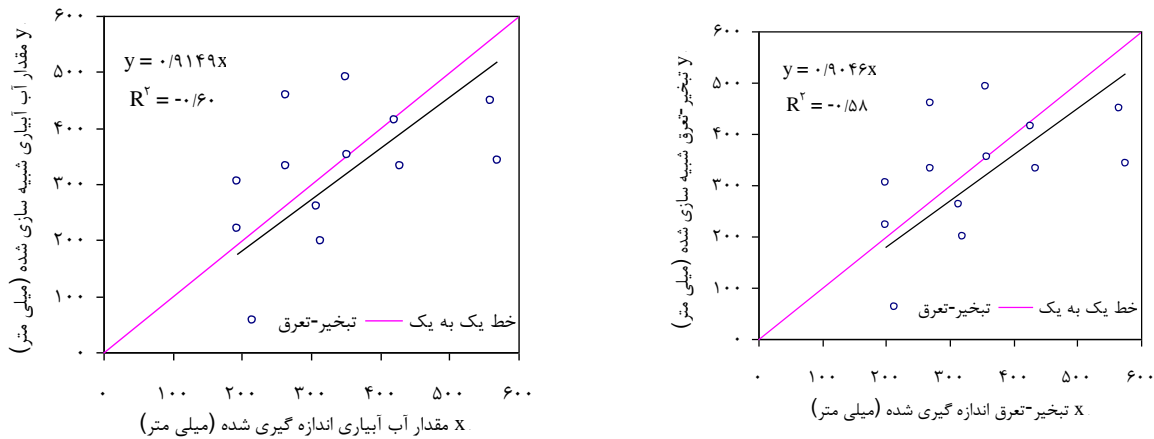 y = ۰/۹۱۴۹x
R² = -۰/۶۰
y مقدار آب آبیاری شبیه سازی شده (میلی متر)
۶۰۰
۵۰۰
۴۰۰
۳۰۰
۲۰۰
۱۰۰
۰
تبخیر-تعرق
خط یک به یک
۰ ۱۰۰ ۲۰۰ ۳۰۰ ۴۰۰ ۵۰۰ ۶۰۰
x مقدار آب آبیاری اندازه گیری شده (میلی متر)
y = ۰/۹۰۴۶x
R² = -۰/۵۸
y تبخیر-تعرق شبیه سازی شده (میلی متر)
۶۰۰
۵۰۰
۴۰۰
۳۰۰
۲۰۰
۱۰۰
۰
تبخیر-تعرق
خط یک به یک
۰ ۱۰۰ ۲۰۰ ۳۰۰ ۴۰۰ ۵۰۰ ۶۰۰
x تبخیر-تعرق اندازه گیری شده (میلی متر)